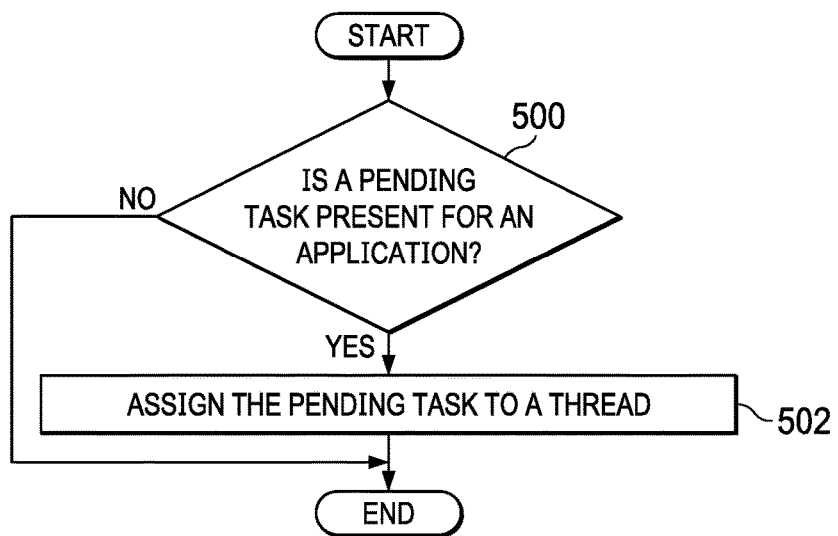 START
500
IS A PENDING
TASK PRESENT FOR AN
APPLICATION?
NO
YES
ASSIGN THE PENDING TASK TO A THREAD
502
END